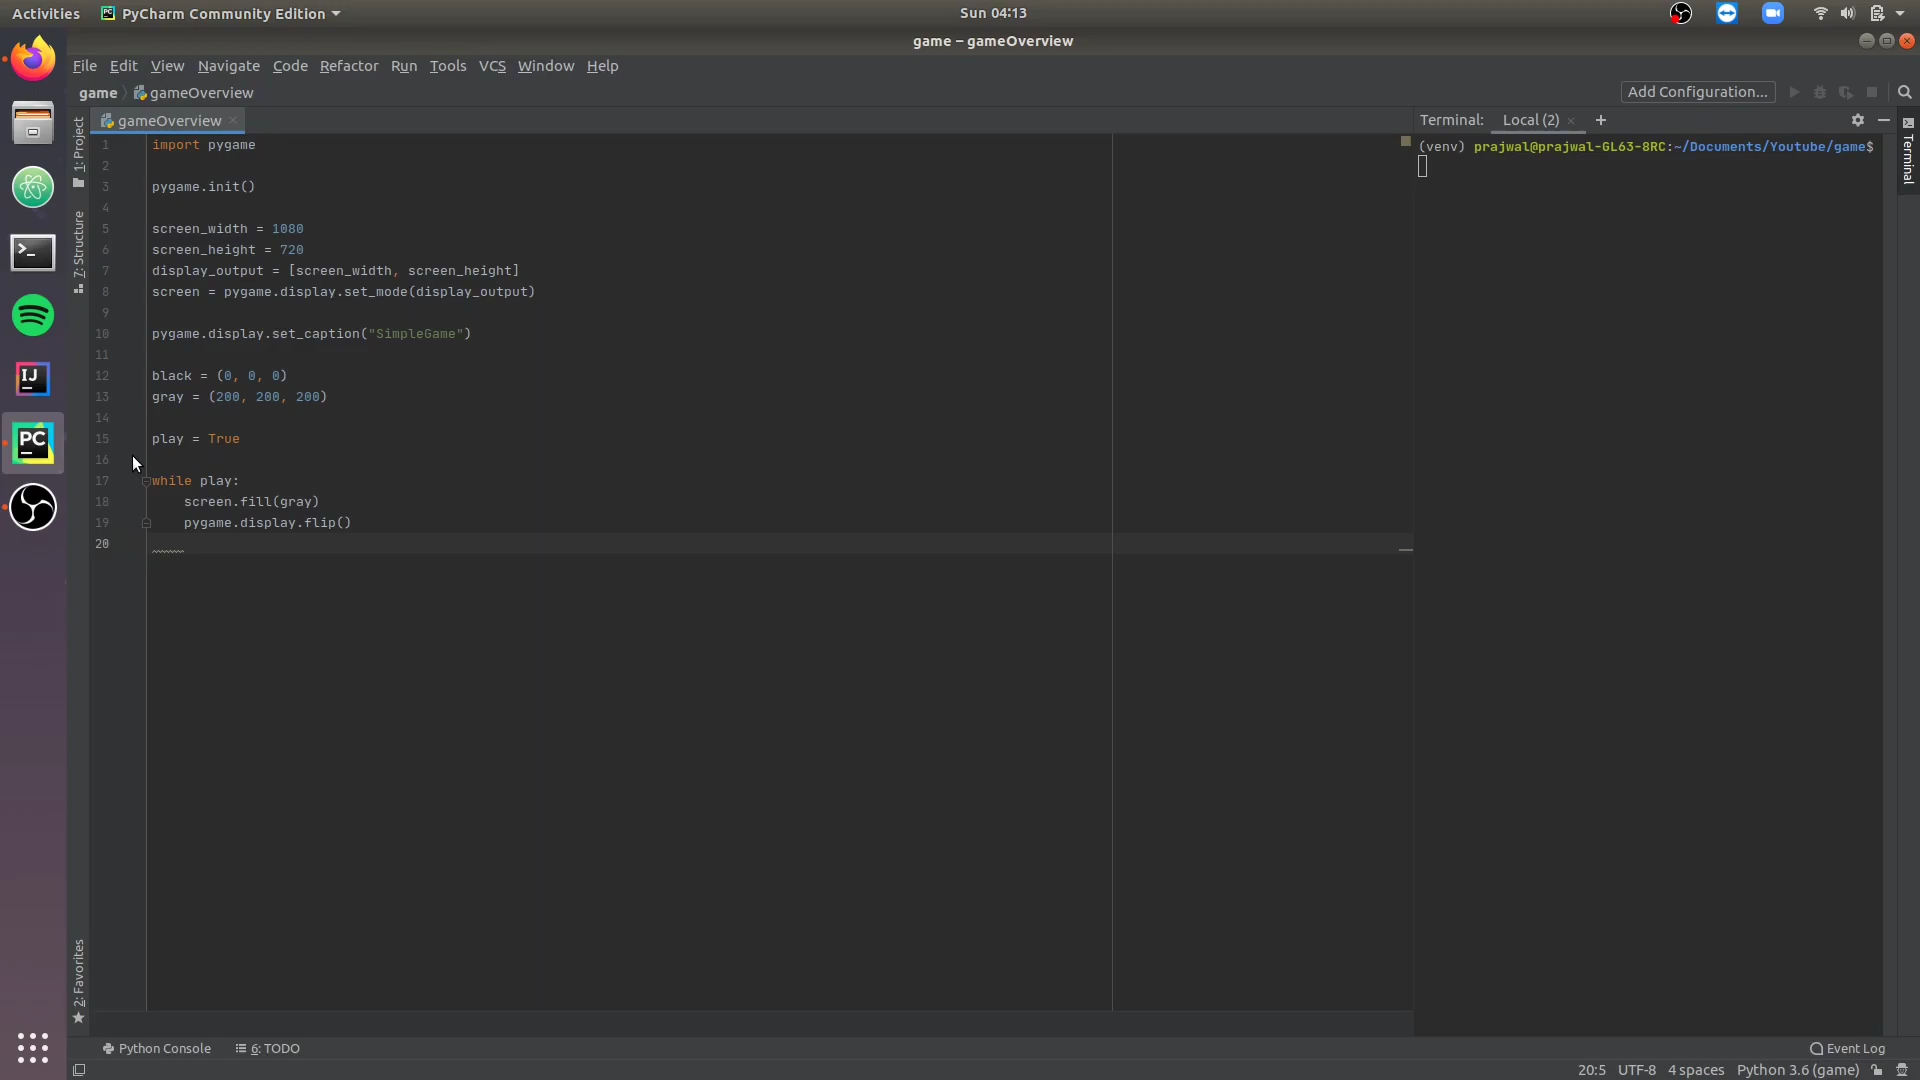 Activities PyCharm Community Edition Sun 04:13
game – gameOverview
File Edit View Navigate Code Refactor Run Tools VCS Window Help
game gameOverview Add Configuration...
1: Project
7: Structure
2: Favorites
gameOverview
1 import pygame
2
3 pygame.init()
4
5 screen_width = 1080
6 screen_height = 720
7 display_output = [screen_width, screen_height]
8 screen = pygame.display.set_mode(display_output)
9
10 pygame.display.set_caption("SimpleGame")
11
12 black = (0, 0, 0)
13 gray = (200, 200, 200)
14
15 play = True
16
17 while play:
18 screen.fill(gray)
19 pygame.display.flip()
20
Terminal: Local (2) +
(venv) prajwal@prajwal-GL63-8RC:~/Documents/Youtube/game$
Terminal
IJ
PC
Python Console 6: TODO Event Log
20:5 UTF-8 4 spaces Python 3.6 (game)